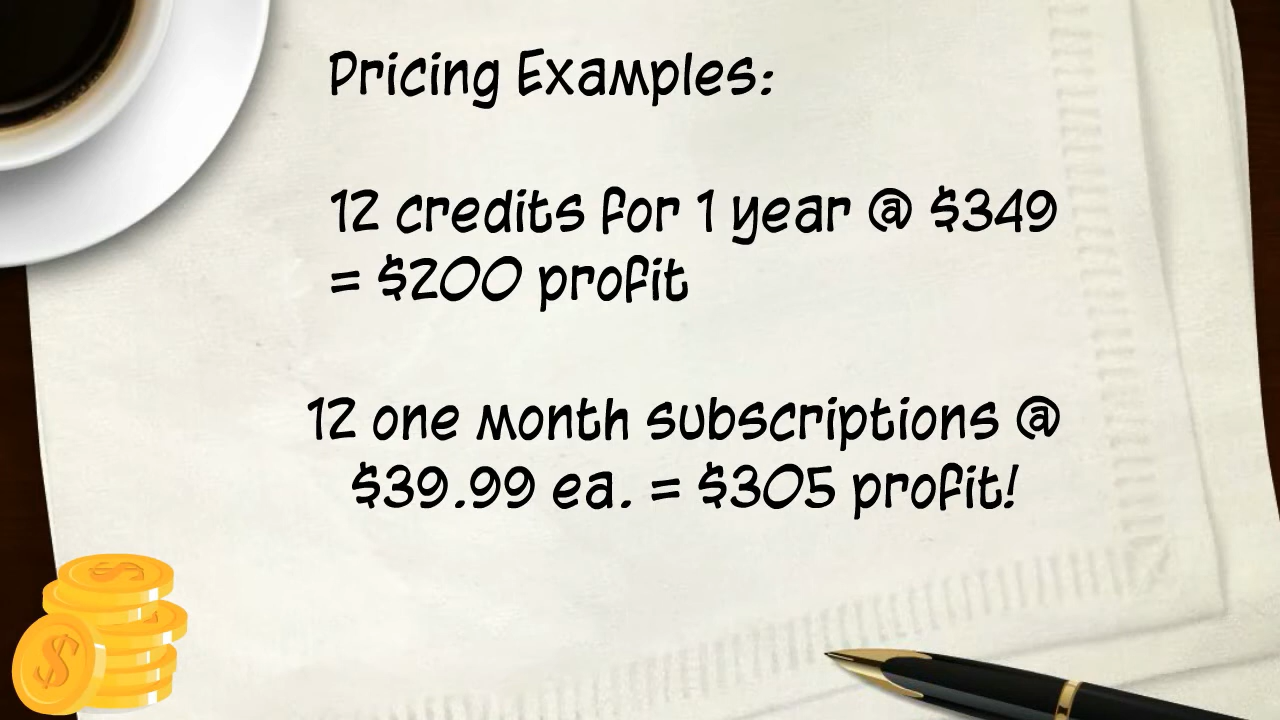 Pricing Examples:
12 credits for 1 year @ $349
= $200 profit
12 one month subscriptions @
$39.99 ea. = $305 profit!